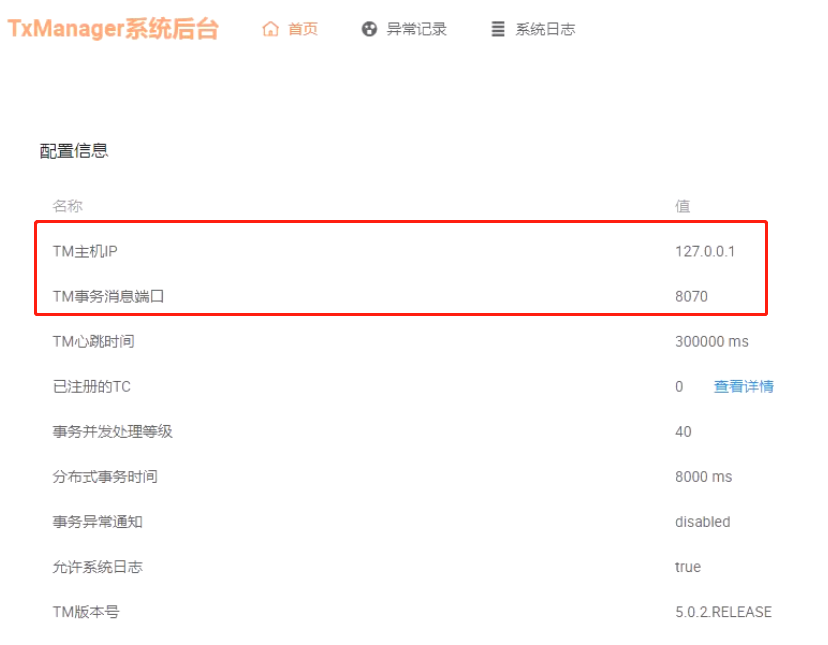 TxManager系统后台 首页 异常记录 系统日志
配置信息
名称 值
TM主机IP 127.0.0.1
TM事务消息端口 8070
TM心跳时间 300000 ms
已注册的TC 0 查看详情
事务并发处理等级 40
分布式事务时间 8000 ms
事务异常通知 disabled
允许系统日志 true
TM版本号 5.0.2.RELEASE